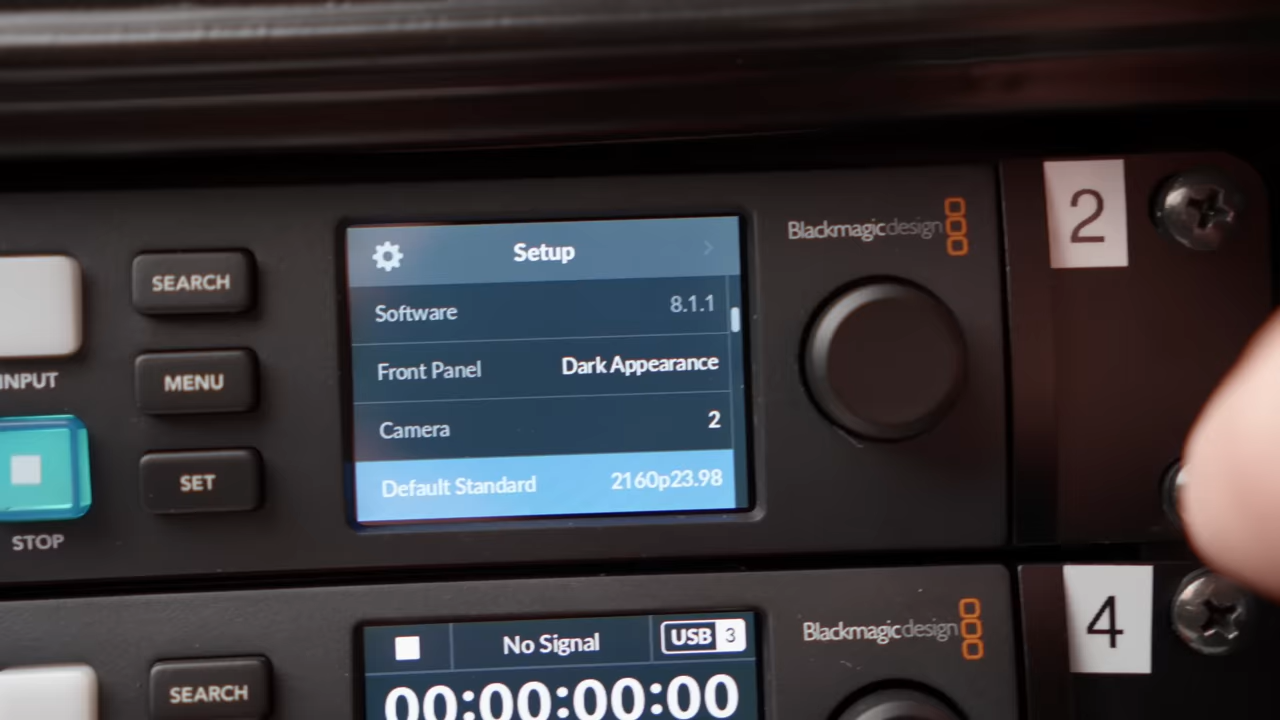 Blackmagicdesign
2
SEARCH
MENU
SET
INPUT
STOP
Setup
Software 8.1.1
Front Panel Dark Appearance
Camera 2
Default Standard 2160p23.98
Blackmagicdesign
4
SEARCH
No Signal
USB 3
00:00:00:00